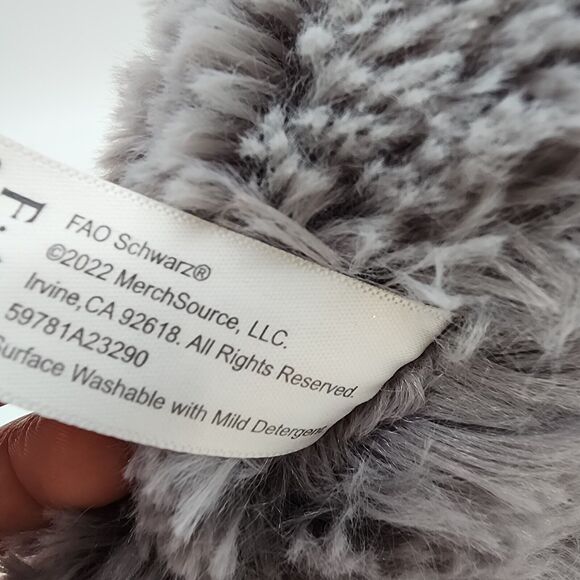 FAO Schwarz®
©2022 MerchSource, LLC.
Irvine, CA 92618. All Rights Reserved.
59781A23290
Surface Washable with Mild Detergent